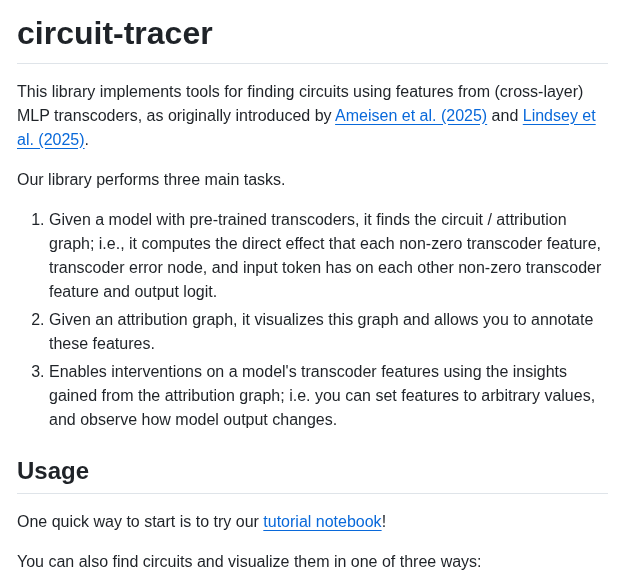 circuit-tracer
This library implements tools for finding circuits using features from (cross-layer)
MLP transcoders, as originally introduced by Ameisen et al. (2025) and Lindsey et
al. (2025).
Our library performs three main tasks.
1. Given a model with pre-trained transcoders, it finds the circuit / attribution
graph; i.e., it computes the direct effect that each non-zero transcoder feature,
transcoder error node, and input token has on each other non-zero transcoder
feature and output logit.
2. Given an attribution graph, it visualizes this graph and allows you to annotate
these features.
3. Enables interventions on a model's transcoder features using the insights
gained from the attribution graph; i.e. you can set features to arbitrary values,
and observe how model output changes.
Usage
One quick way to start is to try our tutorial notebook!
You can also find circuits and visualize them in one of three ways: